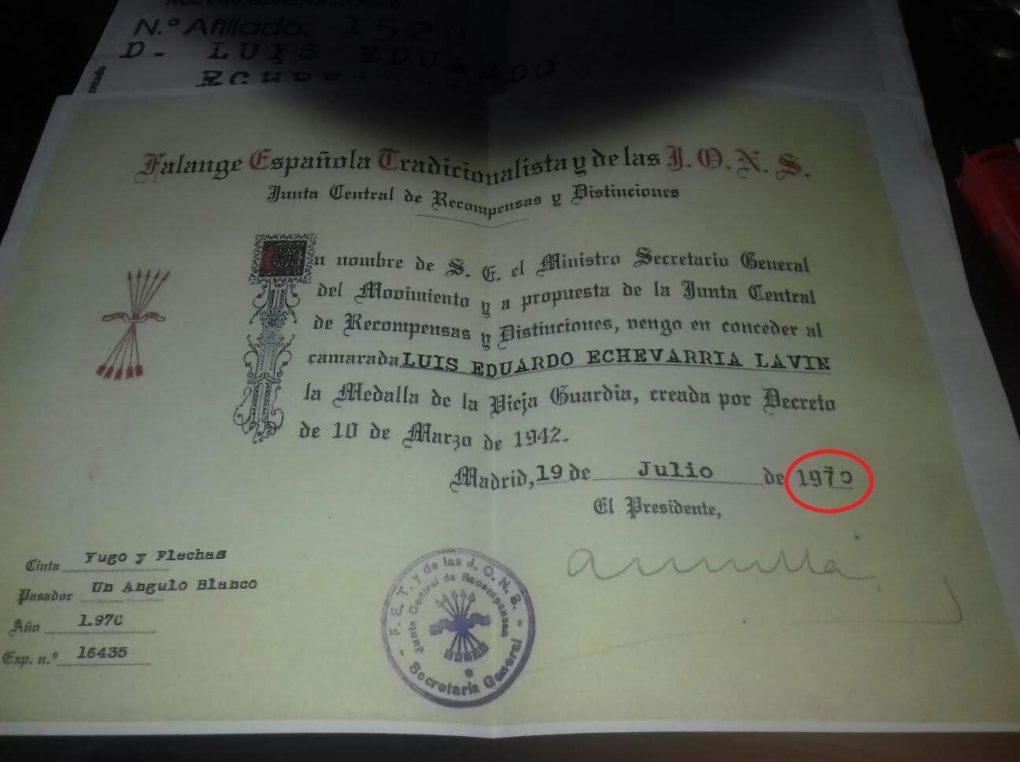 N.º Afiliado: 1520
D. LUIS EDUARDO
Falange Española Tradicionalista y de las J. O. N. S.
Junta Central de Recompensas y Distinciones
En nombre de S. E. el Ministro Secretario General
del Movimiento y a propuesta de la Junta Central
de Recompensas y Distinciones, vengo en conceder al
camarada LUIS EDUARDO ECHEVARRIA LAVIN
la Medalla de la Vieja Guardia, creada por Decreto
de 10 de Marzo de 1942.
Madrid, 19 de Julio de 1970
El Presidente,
Cinta Yugo y Flechas
Pasador Un Angulo Blanco
Año 1.970
Exp. n.º 16435
- F. E. T. y de las J. O. N. S. -
Junta Central de Recompensas
Secretaría General